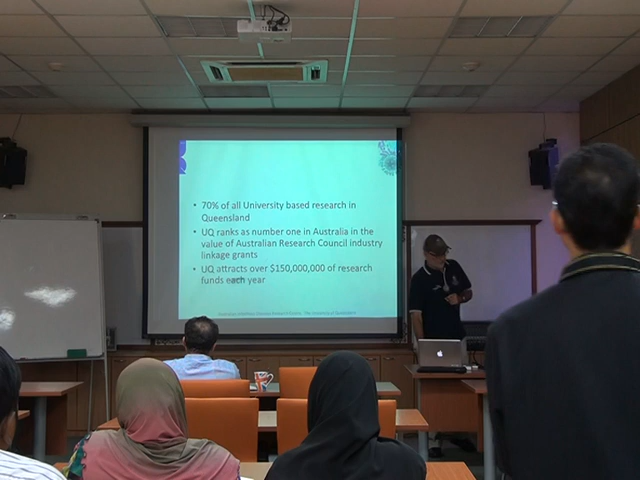 • 70% of all University based research in
Queensland
• UQ ranks as number one in Australia in the
value of Australian Research Council industry
linkage grants
• UQ attracts over $150,000,000 of research
funds each year